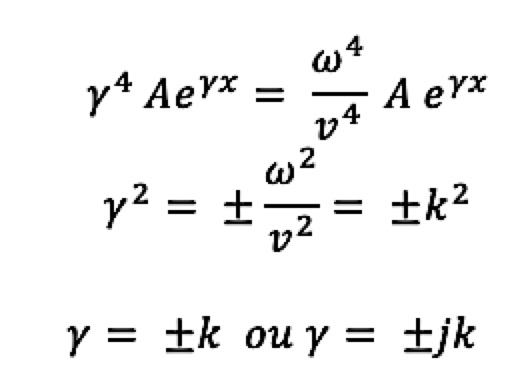 γ⁴ Ae^{γx} = ω⁴/v⁴ A e^{γx}
γ² = ± ω²/v² = ±k²
γ = ±k ou γ = ±jk